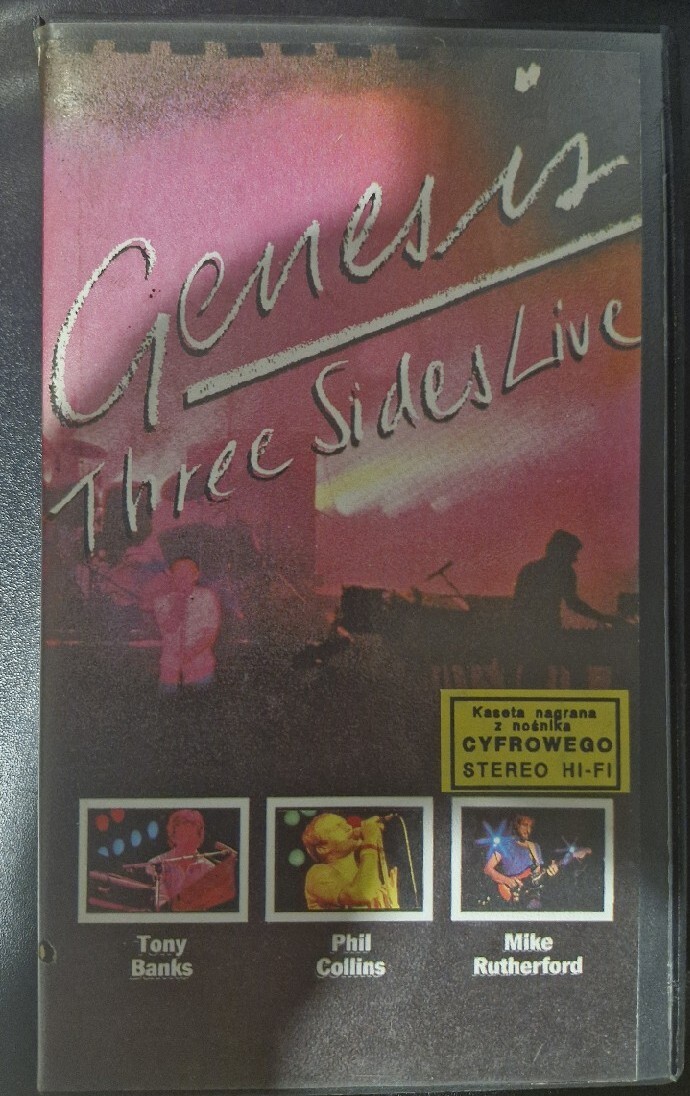 Genesis
Three Sides Live
Kaseta nagrana
z nośnika
CYFROWEGO
STEREO HI-FI
Tony
Banks
Phil
Collins
Mike
Rutherford